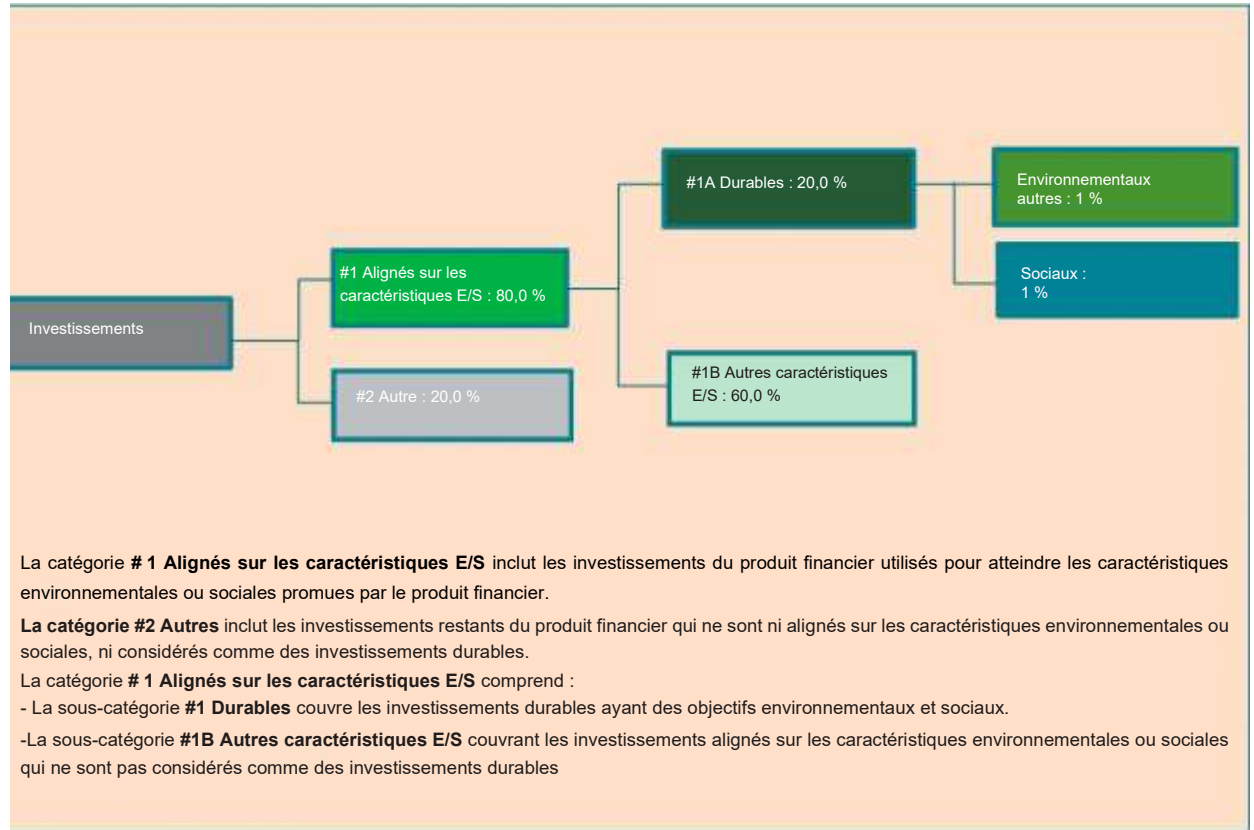 #1A Durables : 20,0 %
Environnementaux
autres : 1 %
#1 Alignés sur les
caractéristiques E/S : 80,0 %
Sociaux :
1 %
Investissements
#2 Autre : 20,0 %
#1B Autres caractéristiques
E/S : 60,0 %
La catégorie # 1 Alignés sur les caractéristiques E/S inclut les investissements du produit financier utilisés pour atteindre les caractéristiques
environnementales ou sociales promues par le produit financier.
La catégorie #2 Autres inclut les investissements restants du produit financier qui ne sont ni alignés sur les caractéristiques environnementales ou
sociales, ni considérés comme des investissements durables.
La catégorie # 1 Alignés sur les caractéristiques E/S comprend :
- La sous-catégorie #1 Durables couvre les investissements durables ayant des objectifs environnementaux et sociaux.
-La sous-catégorie #1B Autres caractéristiques E/S couvrant les investissements alignés sur les caractéristiques environnementales ou sociales
qui ne sont pas considérés comme des investissements durables